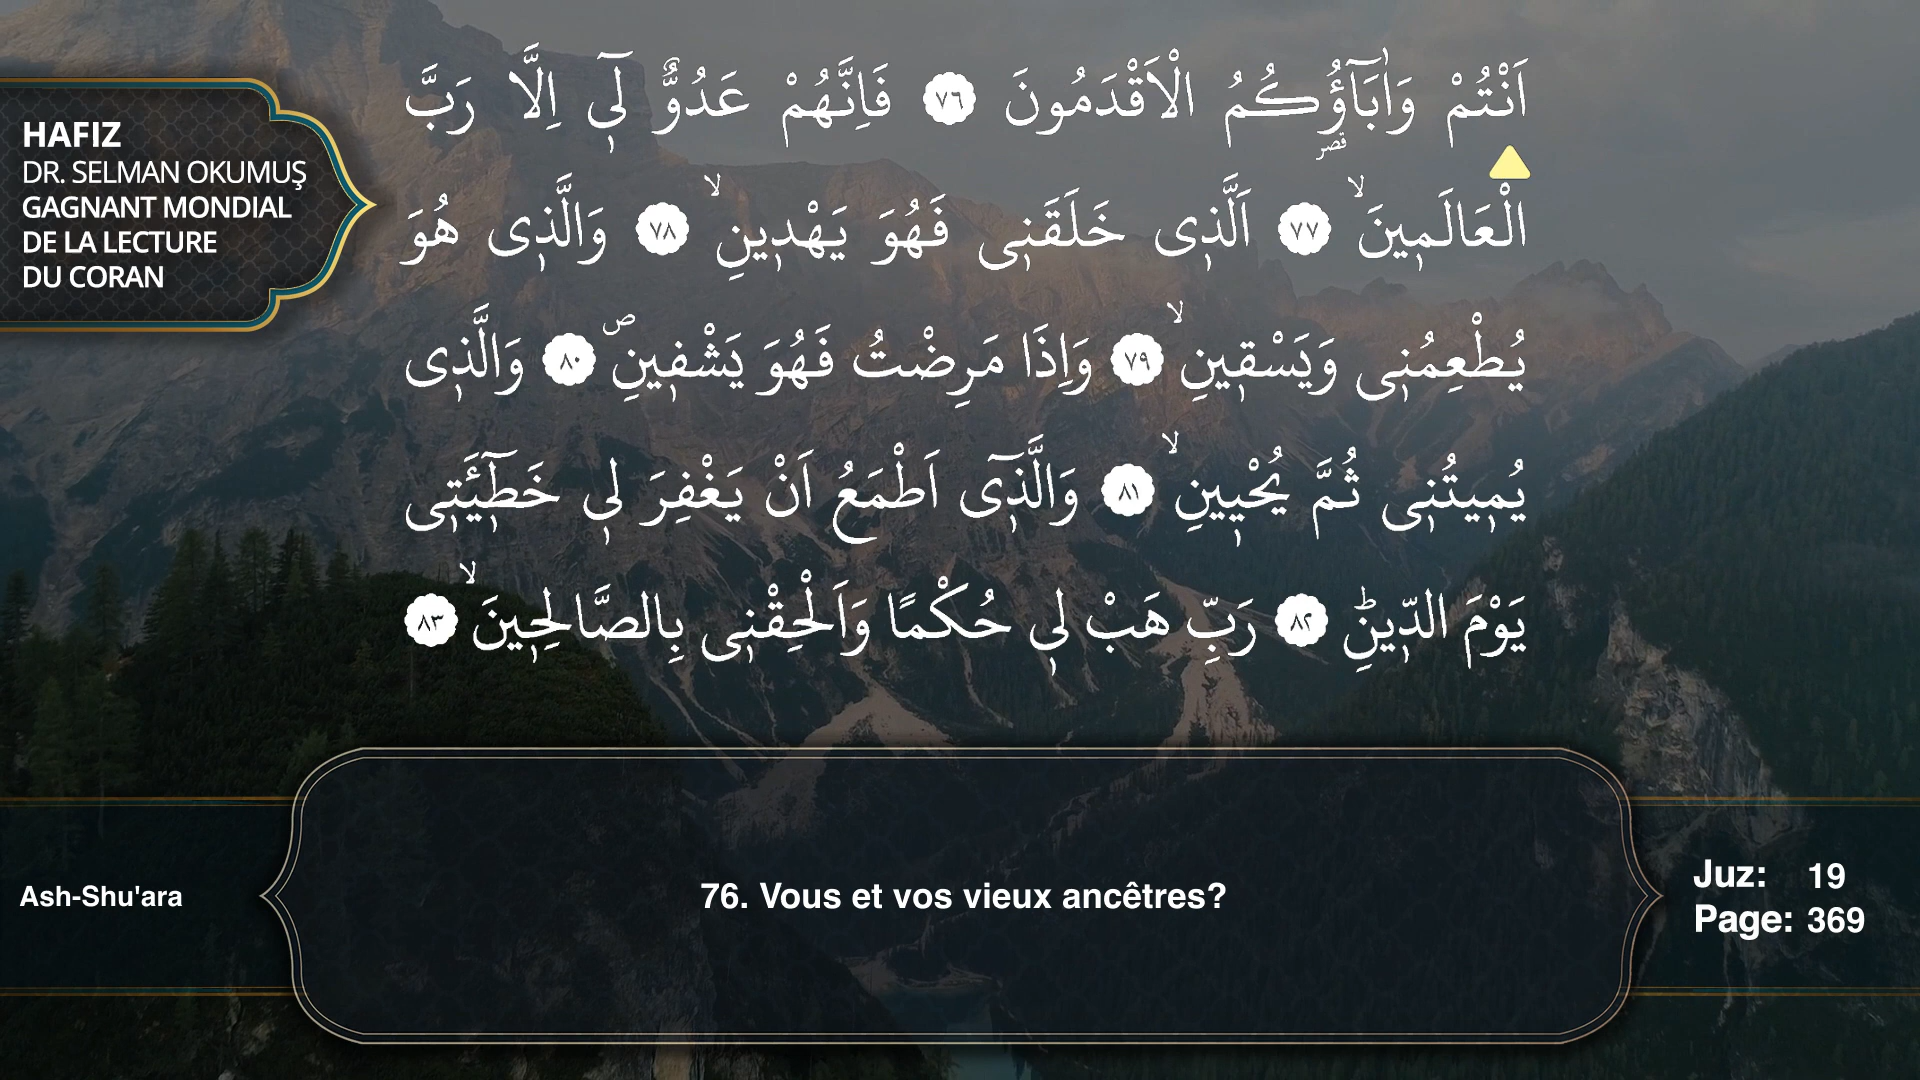 اَنْتُمْ وَاٰبَٓاؤُ۬كُمُ الْاَقْدَمُونَ ﴿٧٦﴾ فَاِنَّهُمْ عَدُوٌّ ل۪ٓي اِلَّا رَبَّ
قصر
الْعَالَم۪ينَۙ ﴿٧٧﴾ اَلَّذ۪ي خَلَقَن۪ي فَهُوَ يَهْد۪ينِۙ ﴿٧٨﴾ وَالَّذ۪ي هُوَ
يُطْعِمُن۪ي وَيَسْق۪ينِۙ ﴿٧٩﴾ وَاِذَا مَرِضْتُ فَهُوَ يَشْف۪ينِۖ ﴿٨٠﴾ وَالَّذ۪ي
يُم۪يتُن۪ي ثُمَّ يُحْي۪ينِۙ ﴿٨١﴾ وَالَّذ۪ٓي اَطْمَعُ اَنْ يَغْفِرَ ل۪ي خَط۪ٓيـَٔت۪ي
يَوْمَ الدّ۪ينِۜ ﴿٨٢﴾ رَبِّ هَبْ ل۪ي حُكْمًا وَاَلْحِقْن۪ي بِالصَّالِح۪ينَۙ ﴿٨٣﴾
HAFIZ
DR. SELMAN OKUMUŞ
GAGNANT MONDIAL
DE LA LECTURE
DU CORAN
Ash-Shu'ara
76. Vous et vos vieux ancêtres?
Juz: 19
Page: 369